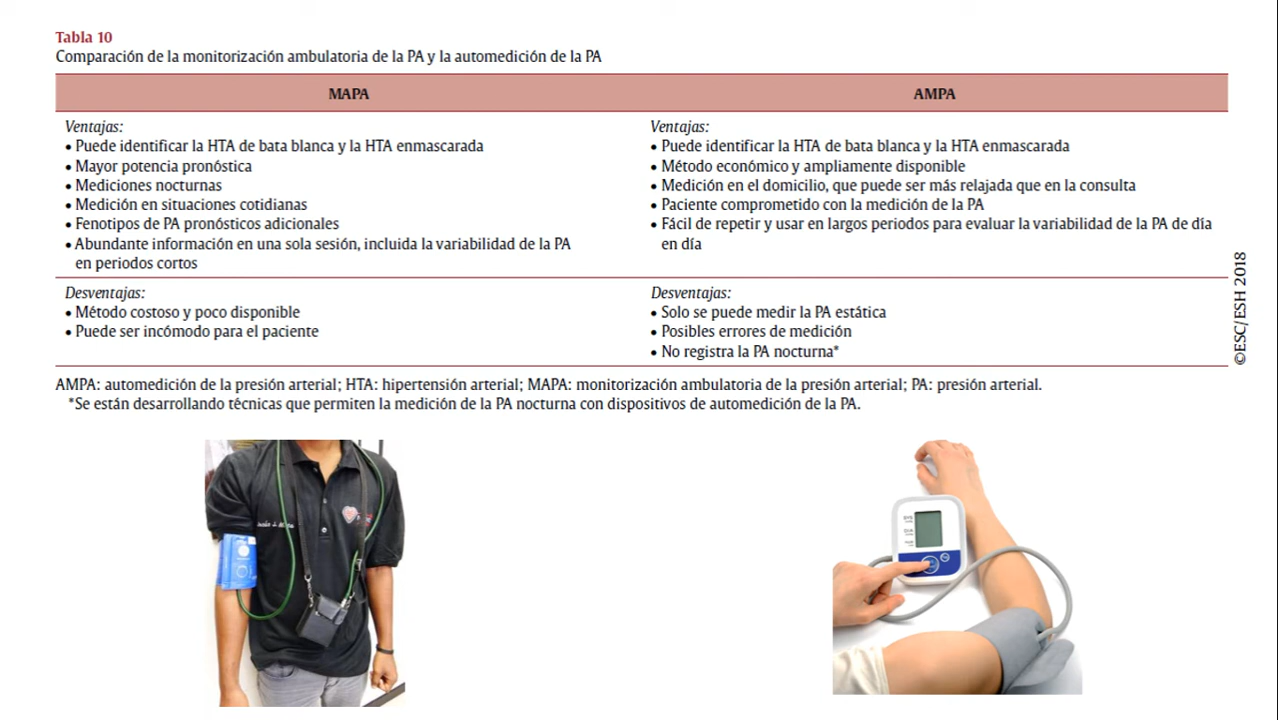 Tabla 10
Comparación de la monitorización ambulatoria de la PA y la automedición de la PA
MAPA
AMPA
Ventajas:
• Puede identificar la HTA de bata blanca y la HTA enmascarada
• Mayor potencia pronóstica
• Mediciones nocturnas
• Medición en situaciones cotidianas
• Fenotipos de PA pronósticos adicionales
• Abundante información en una sola sesión, incluida la variabilidad de la PA
en periodos cortos
Ventajas:
• Puede identificar la HTA de bata blanca y la HTA enmascarada
• Método económico y ampliamente disponible
• Medición en el domicilio, que puede ser más relajada que en la consulta
• Paciente comprometido con la medición de la PA
• Fácil de repetir y usar en largos periodos para evaluar la variabilidad de la PA de día
en día
Desventajas:
• Método costoso y poco disponible
• Puede ser incómodo para el paciente
Desventajas:
• Solo se puede medir la PA estática
• Posibles errores de medición
• No registra la PA nocturna*
©ESC/ESH 2018
AMPA: automedición de la presión arterial; HTA: hipertensión arterial; MAPA: monitorización ambulatoria de la presión arterial; PA: presión arterial.
*Se están desarrollando técnicas que permiten la medición de la PA nocturna con dispositivos de automedición de la PA.